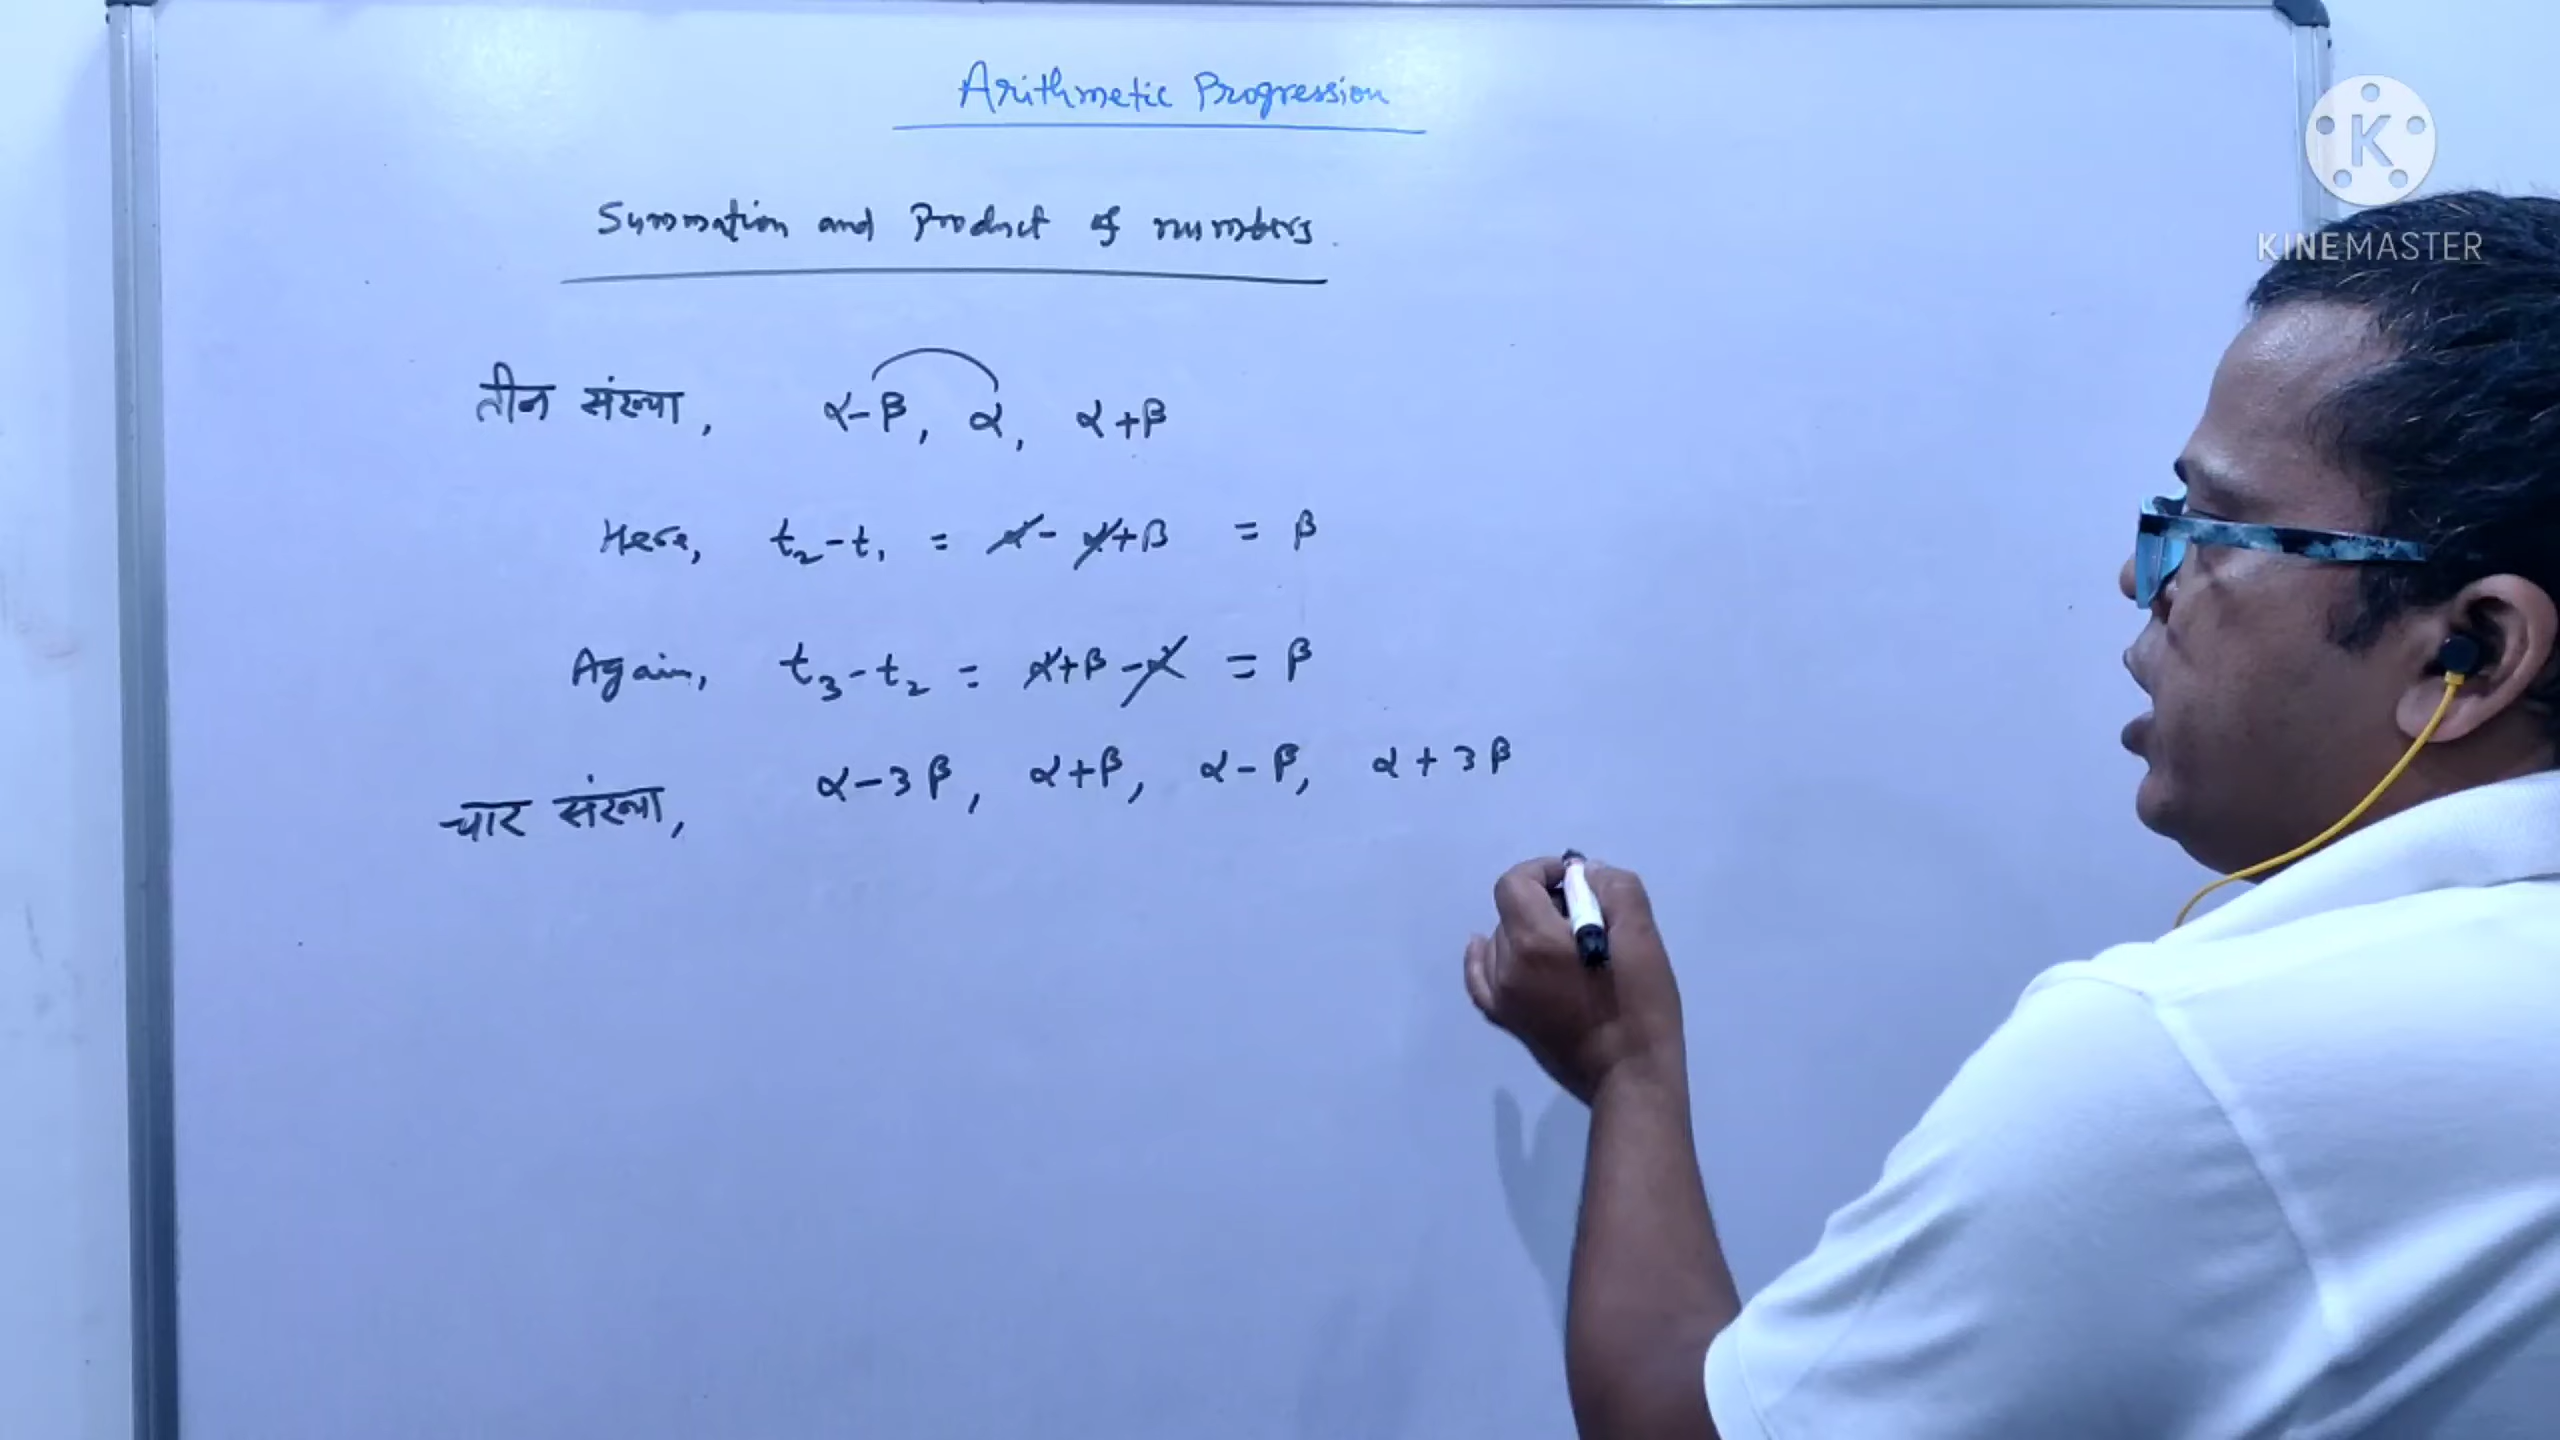 Arithmetic Progression
K
KINEMASTER
Summation and Product of numbers.
तीन संख्या, α-β, α, α+β
Here, t₂-t₁ = α-α+β = β
Again, t₃-t₂ = α+β-α = β
चार संख्या, α-3β, α+β, α-β, α+3β